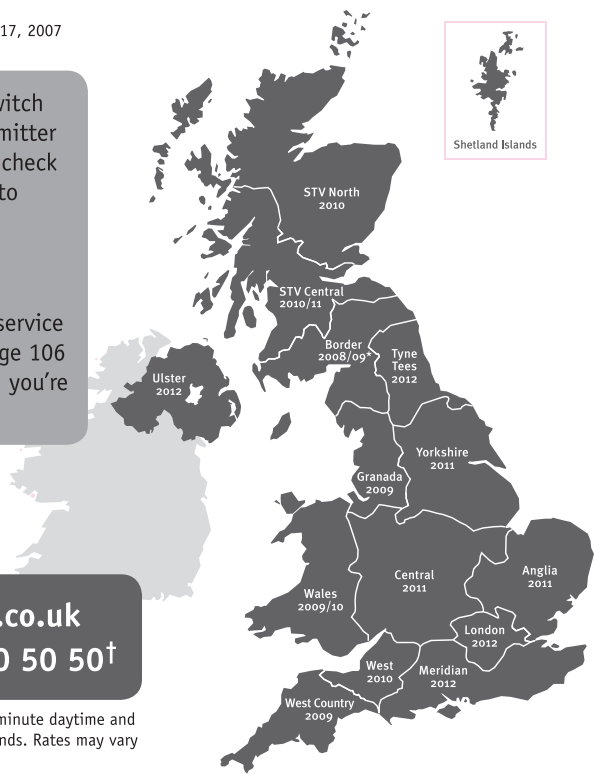 17, 2007
mitter
check
to
service
ge 106
you’re
.co.uk
0 50 50†
minute daytime and
nds. Rates may vary
Shetland Islands
STV North
2010
STV Central
2010/11
Border
2008/09*
Tyne
Tees
2012
Ulster
2012
Yorkshire
2011
Granada
2009
Wales
2009/10
Central
2011
Anglia
2011
London
2012
West
2010
Meridian
2012
West Country
2009